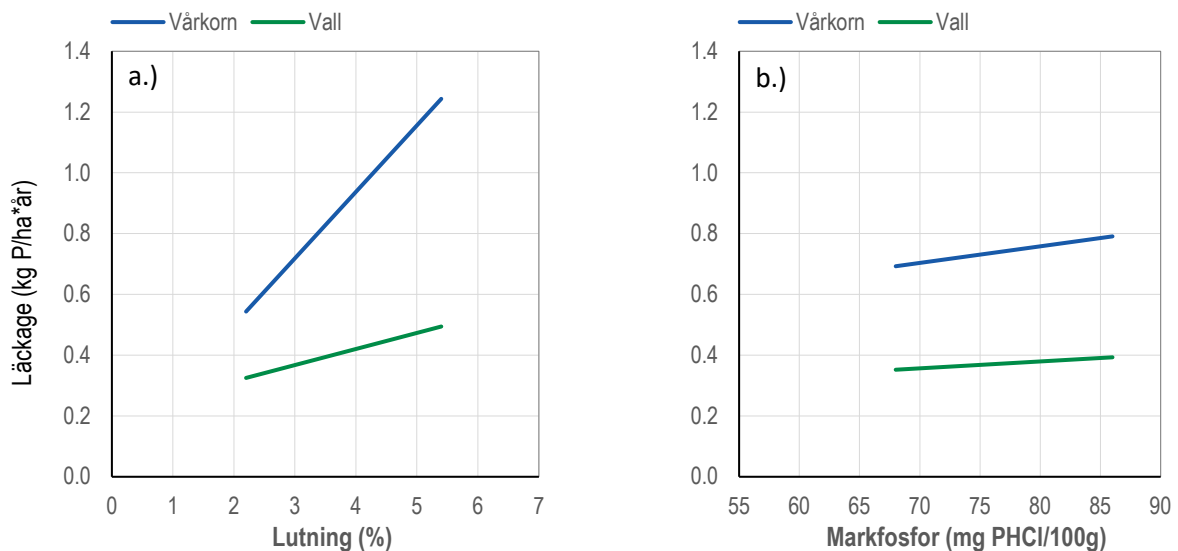 Vårkorn Vall
a.)
1.4
1.2
1.0
0.8
0.6
0.4
0.2
0.0
Läckage (kg P/ha*år)
0 1 2 3 4 5 6 7
Lutning (%)
Vårkorn Vall
b.)
1.4
1.2
1.0
0.8
0.6
0.4
0.2
0.0
55 60 65 70 75 80 85 90
Markfosfor (mg PHCl/100g)